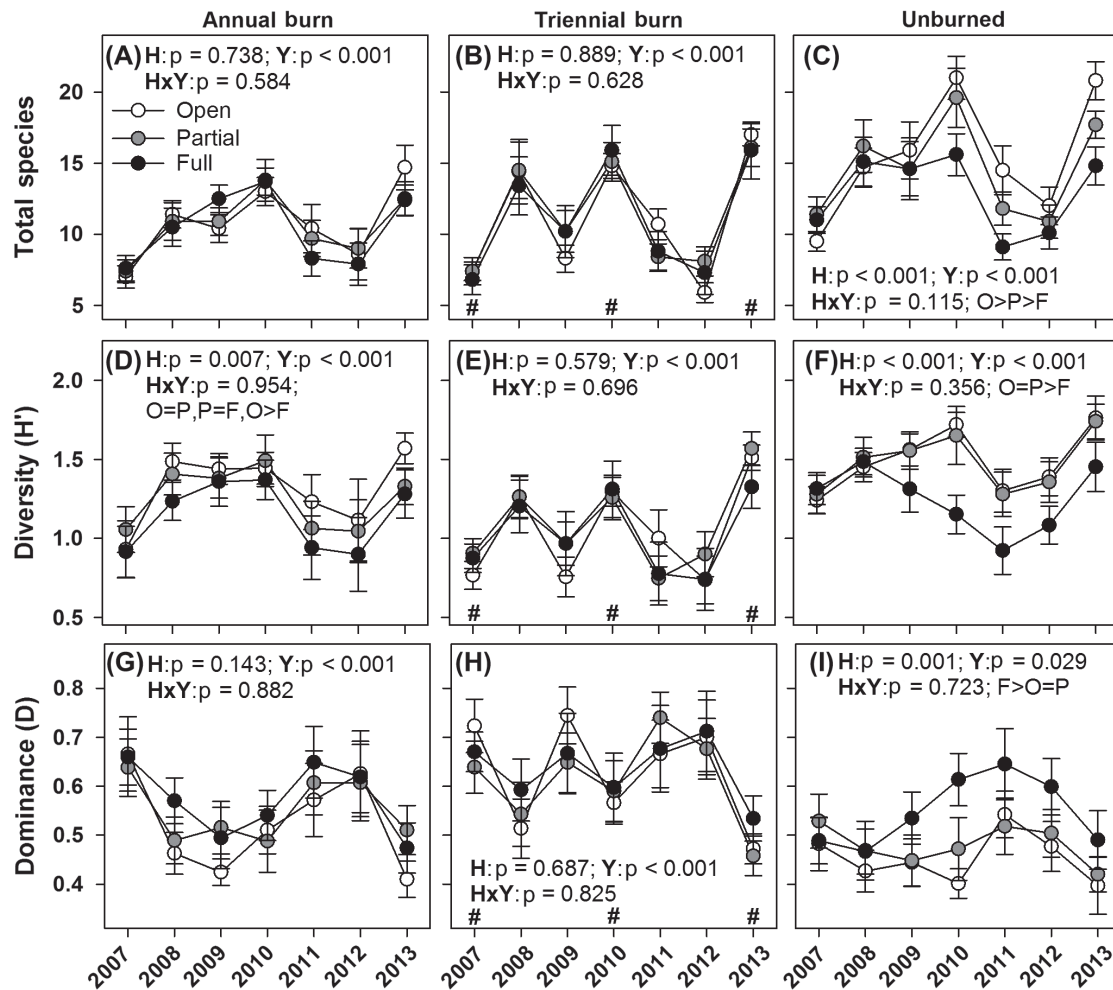 Annual burn
Triennial burn
Unburned
Total species
20
15
10
5
(A) H:p = 0.738; Y:p < 0.001
HxY:p = 0.584
Open
Partial
Full
(B) H:p = 0.889; Y:p < 0.001
HxY:p = 0.628
# # #
(C)
H:p < 0.001; Y:p < 0.001
HxY:p = 0.115; O>P>F
Diversity (H')
2.0
1.5
1.0
0.5
(D) H:p = 0.007; Y:p < 0.001
HxY:p = 0.954;
O=P,P=F,O>F
(E) H:p = 0.579; Y:p < 0.001
HxY:p = 0.696
# # #
(F) H:p < 0.001; Y:p < 0.001
HxY:p = 0.356; O=P>F
Dominance (D)
0.8
0.7
0.6
0.5
0.4
(G) H:p = 0.143; Y:p < 0.001
HxY:p = 0.882
(H)
H:p = 0.687; Y:p < 0.001
HxY:p = 0.825
# # #
(I) H:p = 0.001; Y:p = 0.029
HxY:p = 0.723; F>O=P
2007 2008 2009 2010 2011 2012 2013
2007 2008 2009 2010 2011 2012 2013
2007 2008 2009 2010 2011 2012 2013